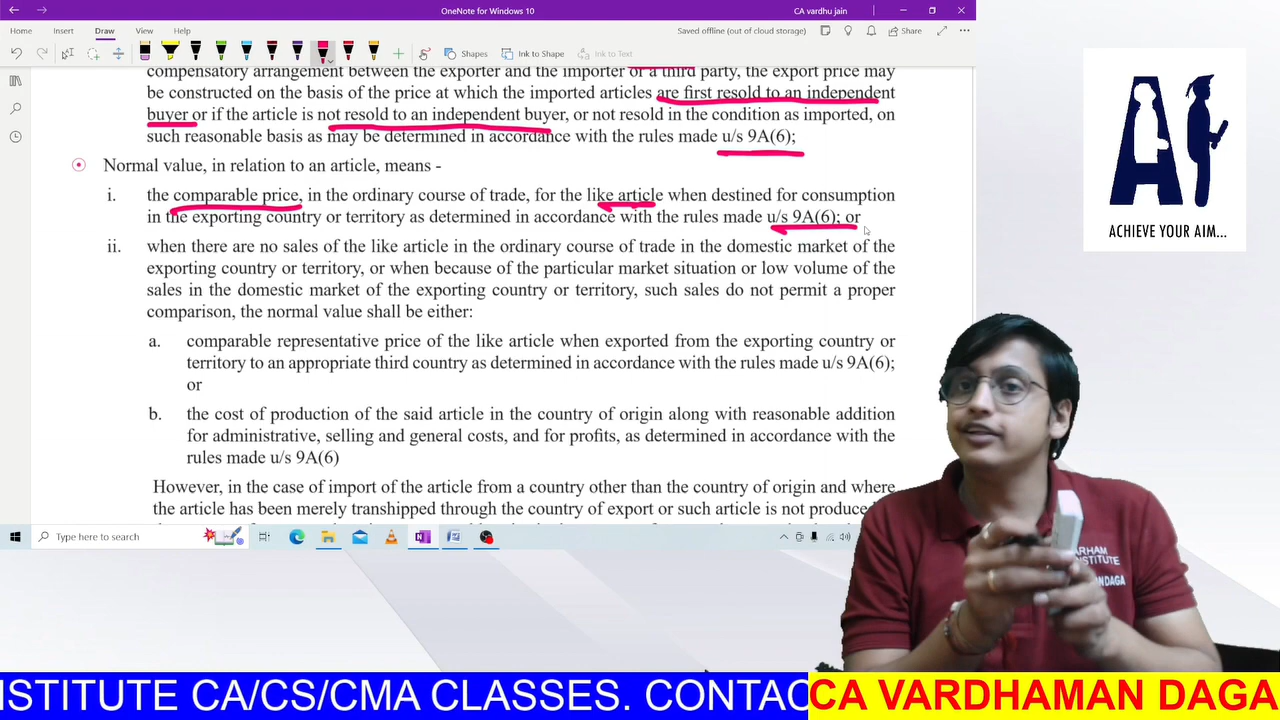 OneNote for Windows 10
CA vardhu jain
Home Insert Draw View Help
Saved offline (out of cloud storage)
Share
Shapes
Ink to Shape
Ink to Text
compensatory arrangement between the exporter and the importer or a third party, the export price may
be constructed on the basis of the price at which the imported articles are first resold to an independent
buyer or if the article is not resold to an independent buyer, or not resold in the condition as imported, on
such reasonable basis as may be determined in accordance with the rules made u/s 9A(6);
Normal value, in relation to an article, means -
i. the comparable price, in the ordinary course of trade, for the like article when destined for consumption
in the exporting country or territory as determined in accordance with the rules made u/s 9A(6); or
ii. when there are no sales of the like article in the ordinary course of trade in the domestic market of the
exporting country or territory, or when because of the particular market situation or low volume of the
sales in the domestic market of the exporting country or territory, such sales do not permit a proper
comparison, the normal value shall be either:
a. comparable representative price of the like article when exported from the exporting country or
territory to an appropriate third country as determined in accordance with the rules made u/s 9A(6);
or
b. the cost of production of the said article in the country of origin along with reasonable addition
for administrative, selling and general costs, and for profits, as determined in accordance with the
rules made u/s 9A(6)
However, in the case of import of the article from a country other than the country of origin and where
the article has been merely transhipped through the country of export or such article is not produced
Type here to search
ACHIEVE YOUR AIM...
ARHAM
INSTITUTE
ANDAGA
NSTITUTE CA/CS/CMA CLASSES. CONTAC
CA VARDHAMAN DAGA